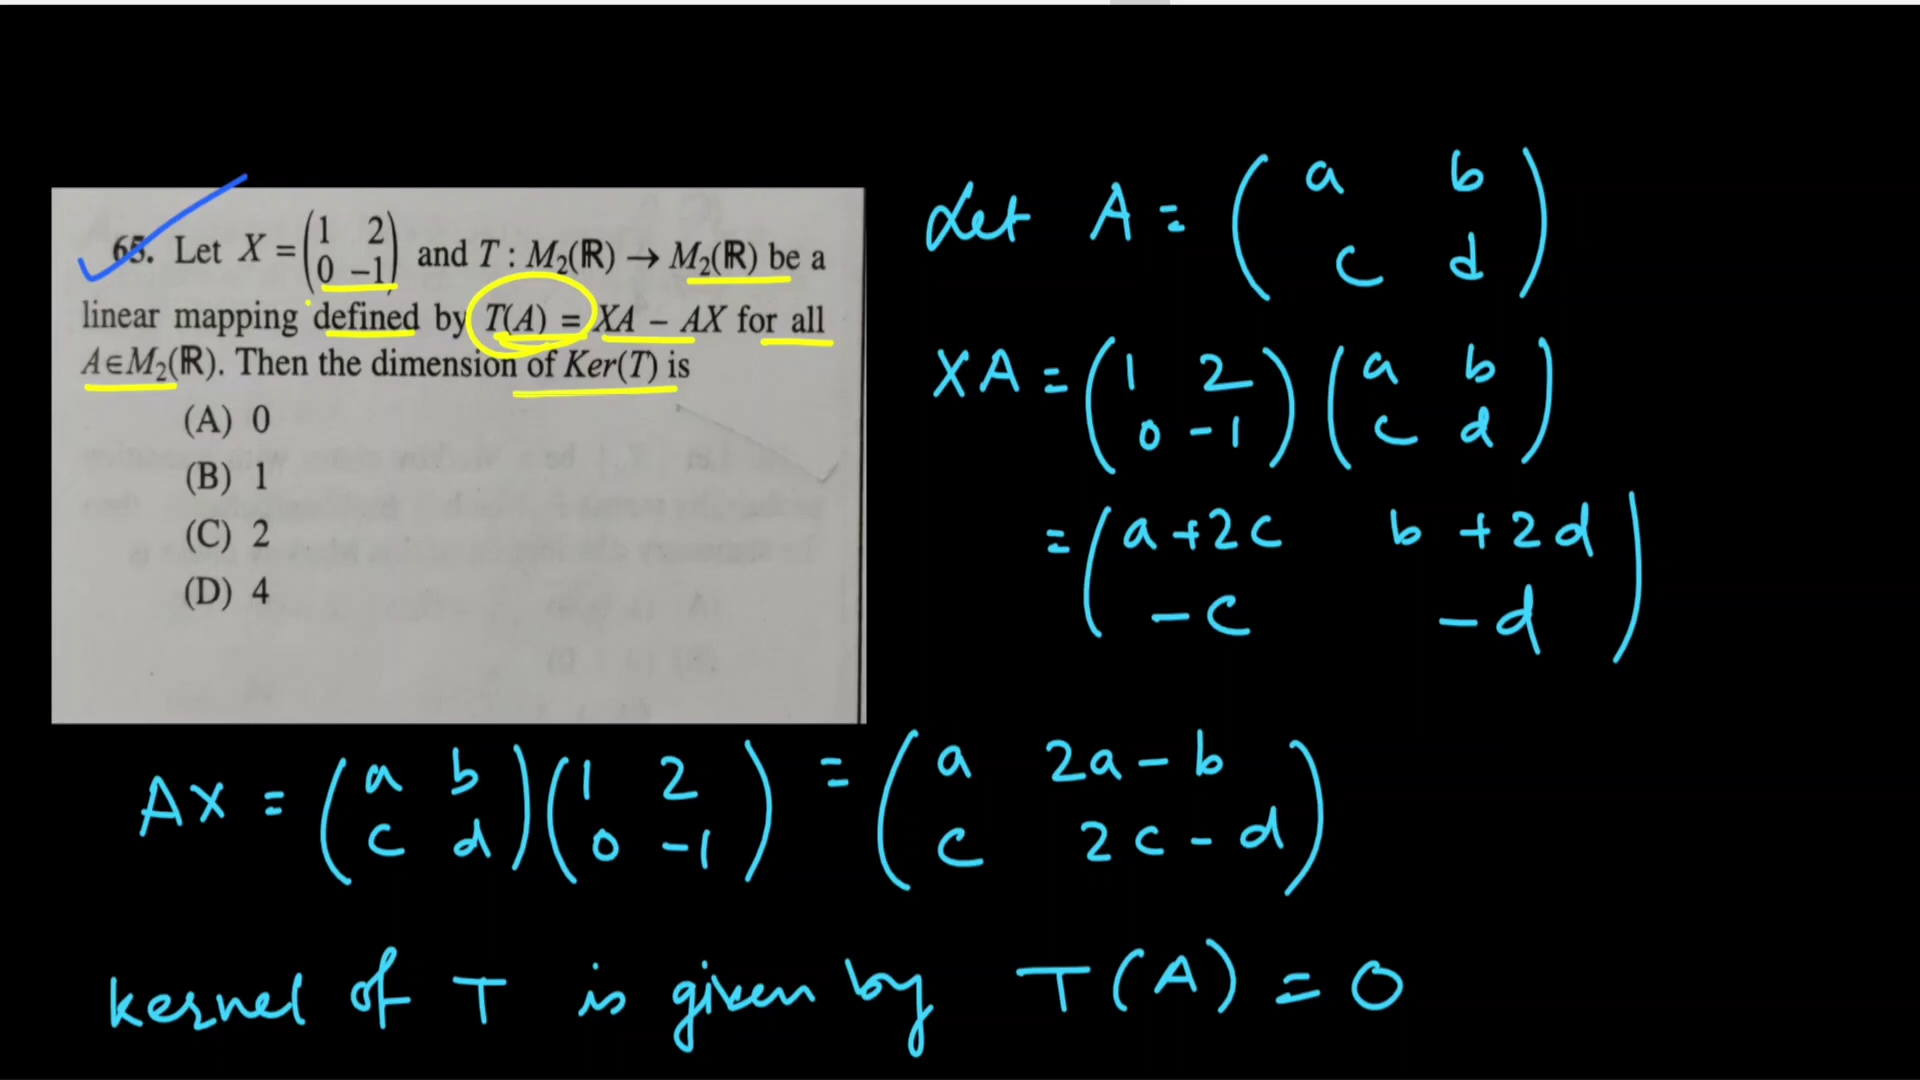 65. Let X = (1 2
0 -1) and T : M₂(ℝ) → M₂(ℝ) be a
linear mapping defined by T(A) = XA – AX for all
A∈M₂(ℝ). Then the dimension of Ker(T) is
(A) 0
(B) 1
(C) 2
(D) 4
Let A = (a b
c d)
XA = (1 2 0 -1) (a b c d)
= (a+2c b+2d
-c -d)
AX = (a b c d) (1 2 0 -1) = (a 2a-b
c 2c-d)
kernel of T is given by T(A) = 0